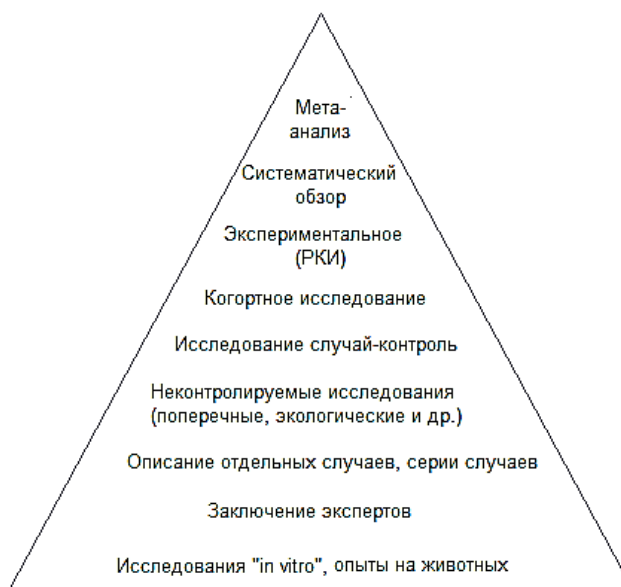 Мета-
анализ
Систематический
обзор
Экспериментальное
(РКИ)
Когортное исследование
Исследование случай-контроль
Неконтролируемые исследования
(поперечные, экологические и др.)
Описание отдельных случаев, серии случаев
Заключение экспертов
Исследования "in vitro", опыты на животных